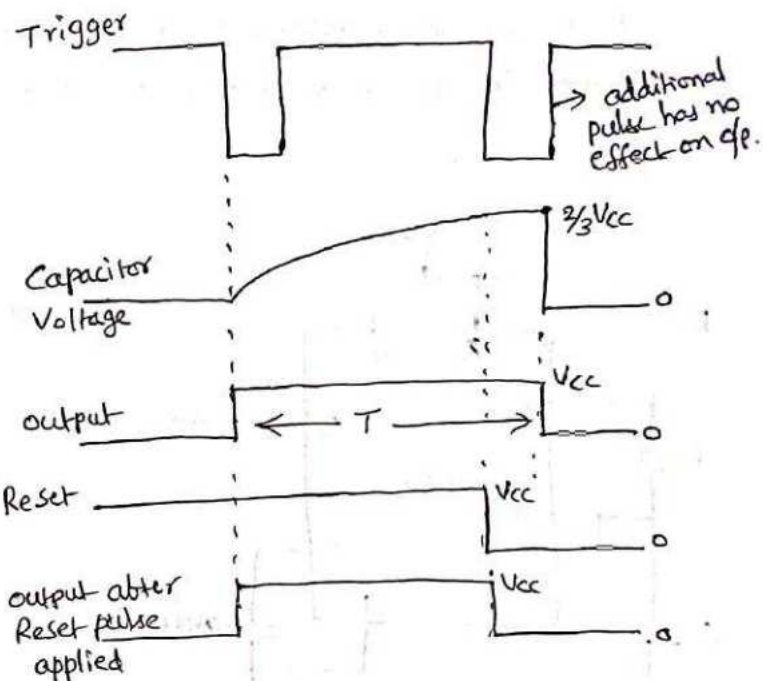 Trigger
additional
pulse has no
effect on o/p.
2/3 Vcc
Capacitor
Voltage
0
Vcc
output
T
0
Reset
Vcc
0
output abter
Reset pulse
applied
Vcc
0